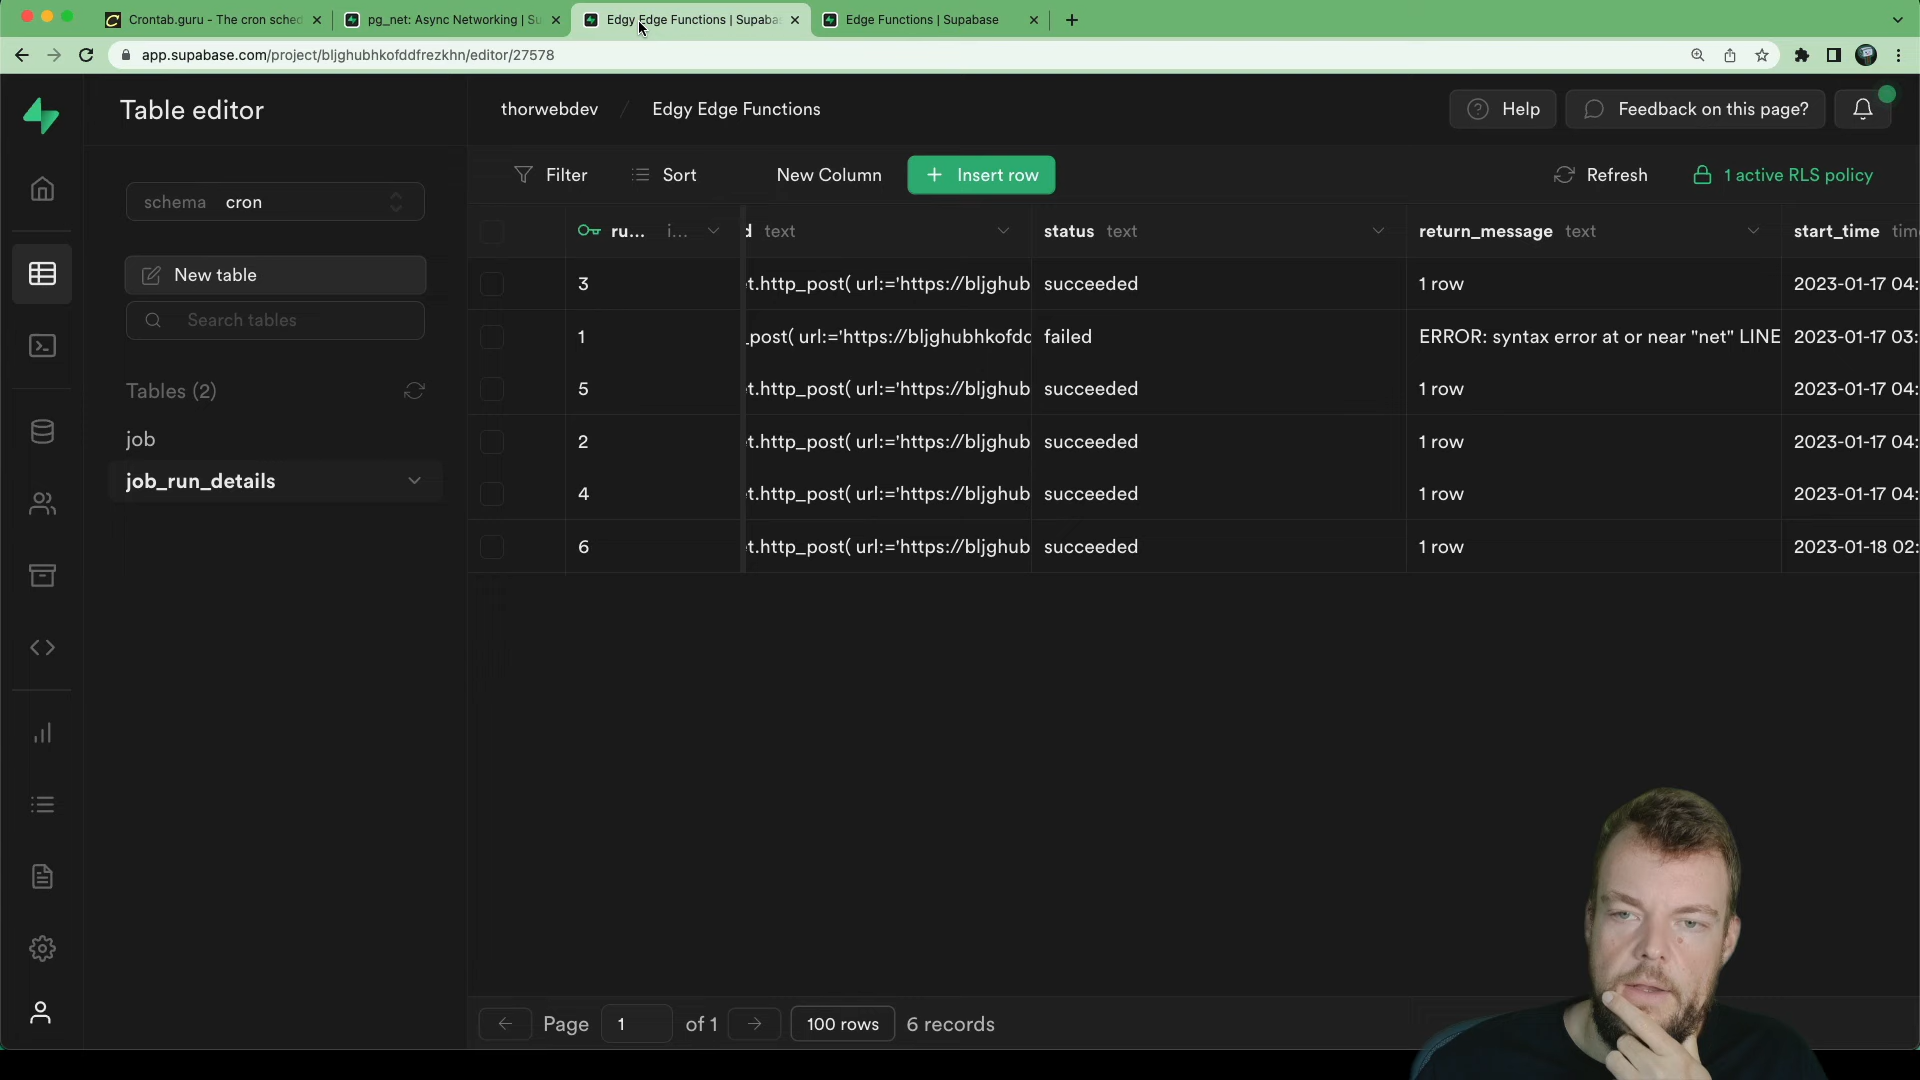 Crontab.guru - The cron sched
pg_net: Async Networking | Su
Edgy Edge Functions | Supaba
Edge Functions | Supabase
app.supabase.com/project/bljghubhkofddfrezkhn/editor/27578
Table editor
thorwebdev / Edgy Edge Functions
Help
Feedback on this page?
schema cron
Filter
Sort
New Column
+ Insert row
Refresh
1 active RLS policy
New table
Search tables
Tables (2)
job
job_run_details
ru... i... d text status text return_message text start_time tim
3 t.http_post( url:='https://bljghub succeeded 1 row 2023-01-17 04:
1 _post( url:='https://bljghubhkofdd failed ERROR: syntax error at or near "net" LINE 2023-01-17 03:
5 t.http_post( url:='https://bljghub succeeded 1 row 2023-01-17 04:
2 t.http_post( url:='https://bljghub succeeded 1 row 2023-01-17 04:
4 t.http_post( url:='https://bljghub succeeded 1 row 2023-01-17 04:
6 t.http_post( url:='https://bljghub succeeded 1 row 2023-01-18 02:
Page 1 of 1 100 rows 6 records